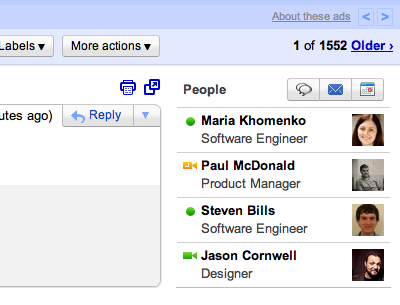 About these ads < >
Labels ▾ More actions ▾ 1 of 1552 Older ›
People
utes ago) Reply
Maria Khomenko
Software Engineer
Paul McDonald
Product Manager
Steven Bills
Software Engineer
Jason Cornwell
Designer